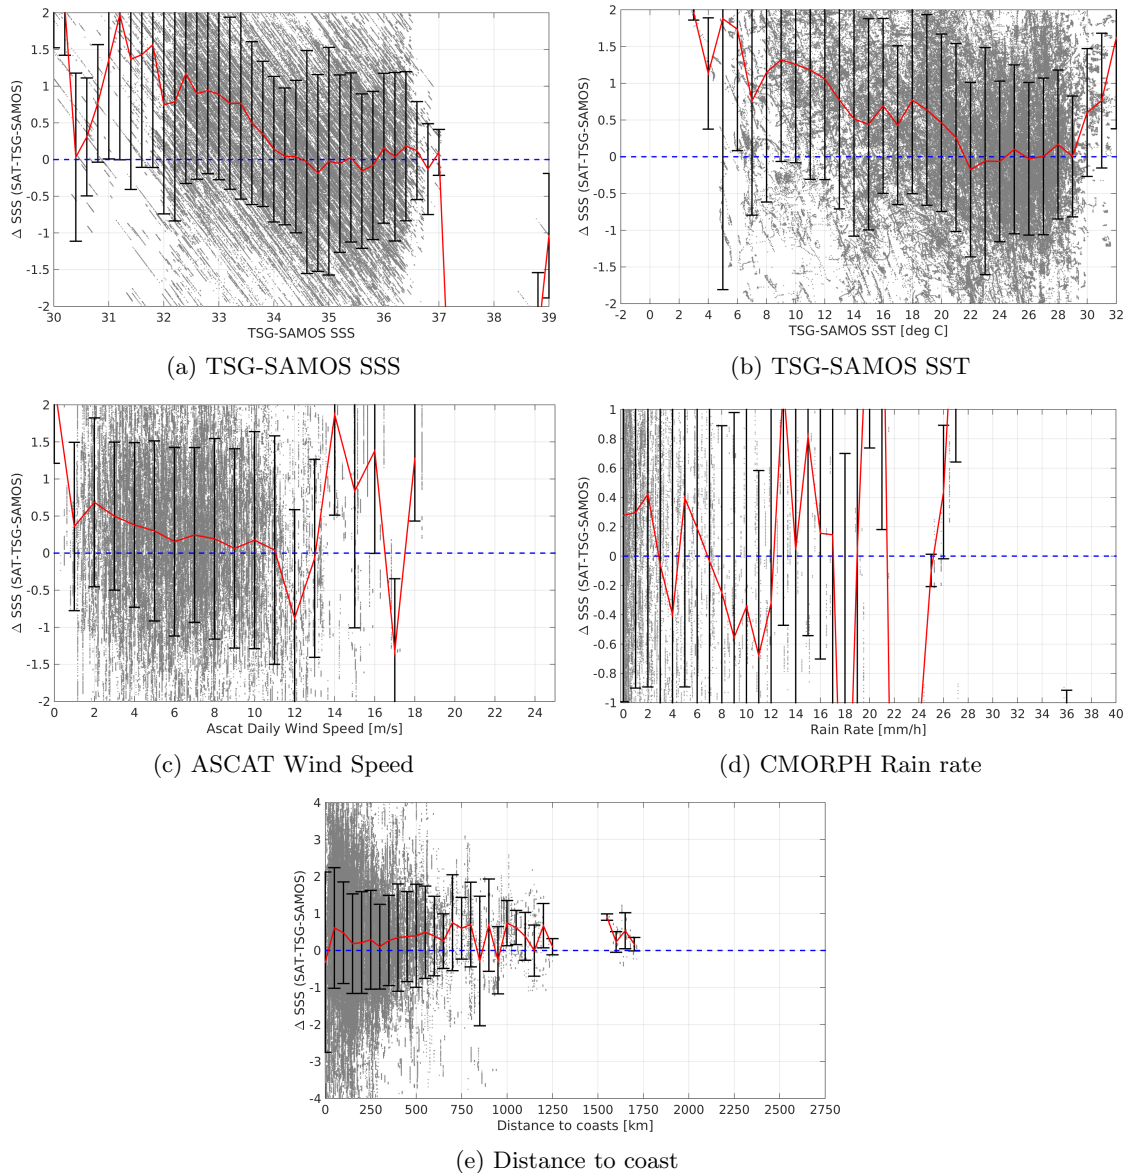 2
1.5
1
0.5
0
-0.5
-1
-1.5
-2
Δ SSS (SAT-TSG-SAMOS)
30 31 32 33 34 35 36 37 38 39
TSG-SAMOS SSS
(a) TSG-SAMOS SSS
2
1.5
1
0.5
0
-0.5
-1
-1.5
-2
Δ SSS (SAT-TSG-SAMOS)
-2 0 2 4 6 8 10 12 14 16 18 20 22 24 26 28 30 32
TSG-SAMOS SST [deg C]
(b) TSG-SAMOS SST
2
1.5
1
0.5
0
-0.5
-1
-1.5
-2
Δ SSS (SAT-TSG-SAMOS)
0 2 4 6 8 10 12 14 16 18 20 22 24
Ascat Daily Wind Speed [m/s]
(c) ASCAT Wind Speed
1
0.8
0.6
0.4
0.2
0
-0.2
-0.4
-0.6
-0.8
-1
Δ SSS (SAT-TSG-SAMOS)
0 2 4 6 8 10 12 14 16 18 20 22 24 26 28 30 32 34 36 38 40
Rain Rate [mm/h]
(d) CMORPH Rain rate
4
3
2
1
0
-1
-2
-3
-4
Δ SSS (SAT-TSG-SAMOS)
0 250 500 750 1000 1250 1500 1750 2000 2250 2500 2750
Distance to coasts [km]
(e) Distance to coast